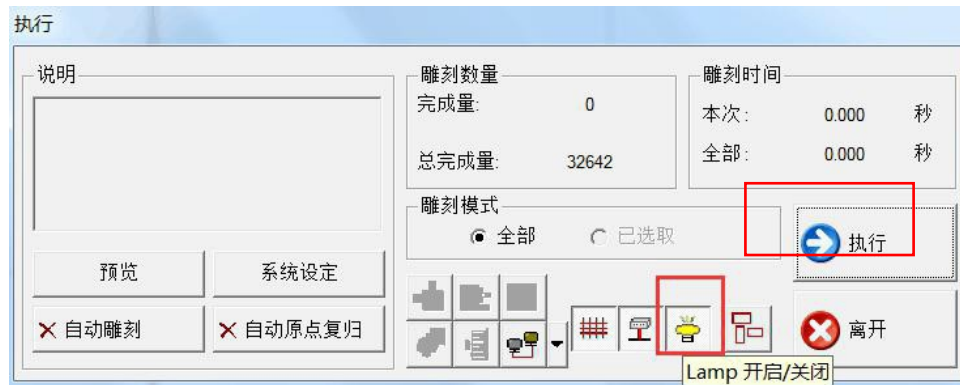 执行
说明
雕刻数量
雕刻时间
完成量: 0
本次: 0.000 秒
总完成量: 32642
全部: 0.000 秒
雕刻模式
全部 已选取
执行
预览 系统设定
自动雕刻 自动原点复归
离开
Lamp 开启/关闭